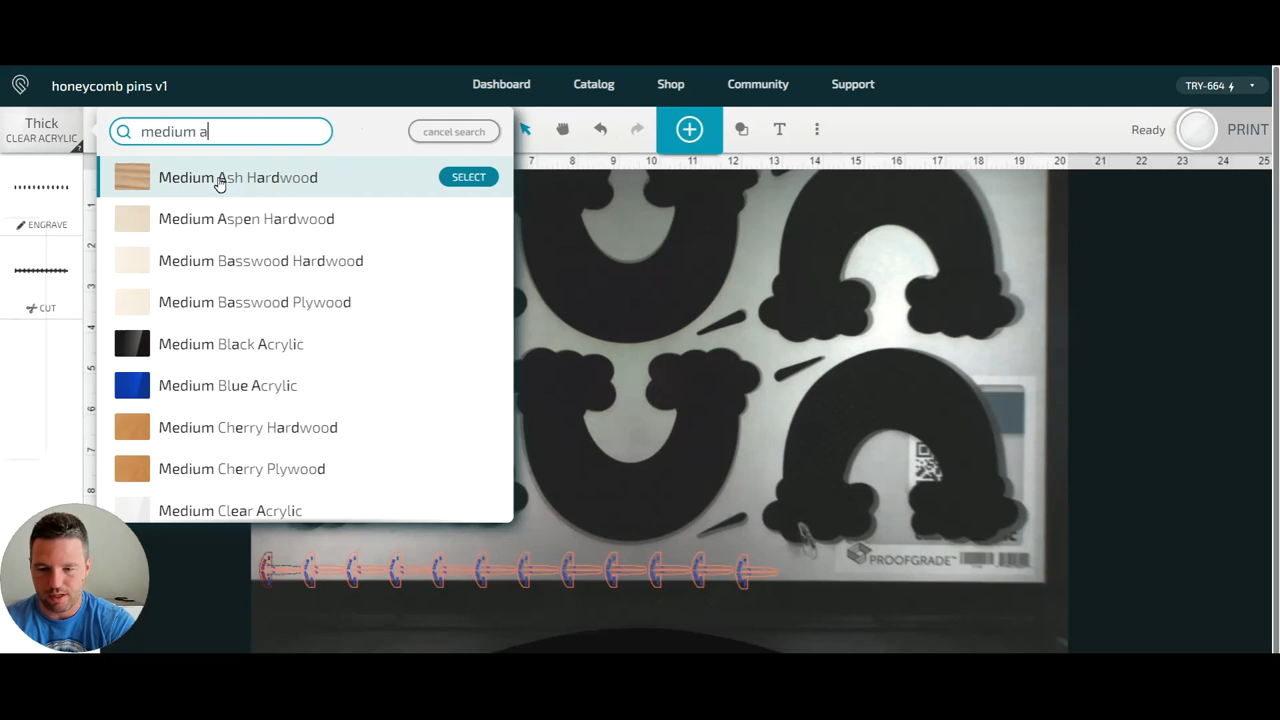 honeycomb pins v1
Dashboard
Catalog
Shop
Community
Support
TRY-664
Thick
CLEAR ACRYLIC
medium a
cancel search
Ready
PRINT
7 8 9 10 11 12 13 14 15 16 17 18 19 20 21 22 23 24 25
Medium Ash Hardwood
SELECT
Medium Aspen Hardwood
Medium Basswood Hardwood
Medium Basswood Plywood
Medium Black Acrylic
Medium Blue Acrylic
Medium Cherry Hardwood
Medium Cherry Plywood
Medium Clear Acrylic
ENGRAVE
CUT
1
2
3
4
5
6
7
8
PROOFGRADE™